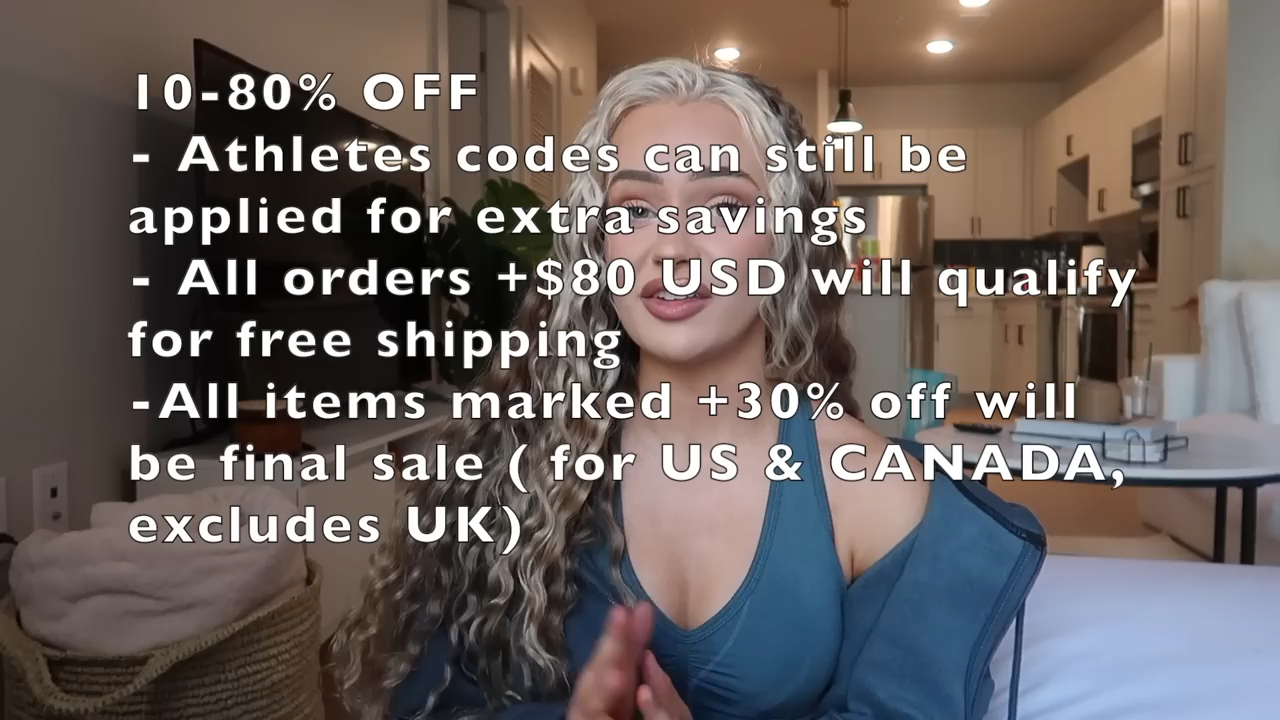 10-80% OFF
- Athletes codes can still be
applied for extra savings
- All orders +$80 USD will qualify
for free shipping
-All items marked +30% off will
be final sale ( for US & CANADA,
excludes UK)